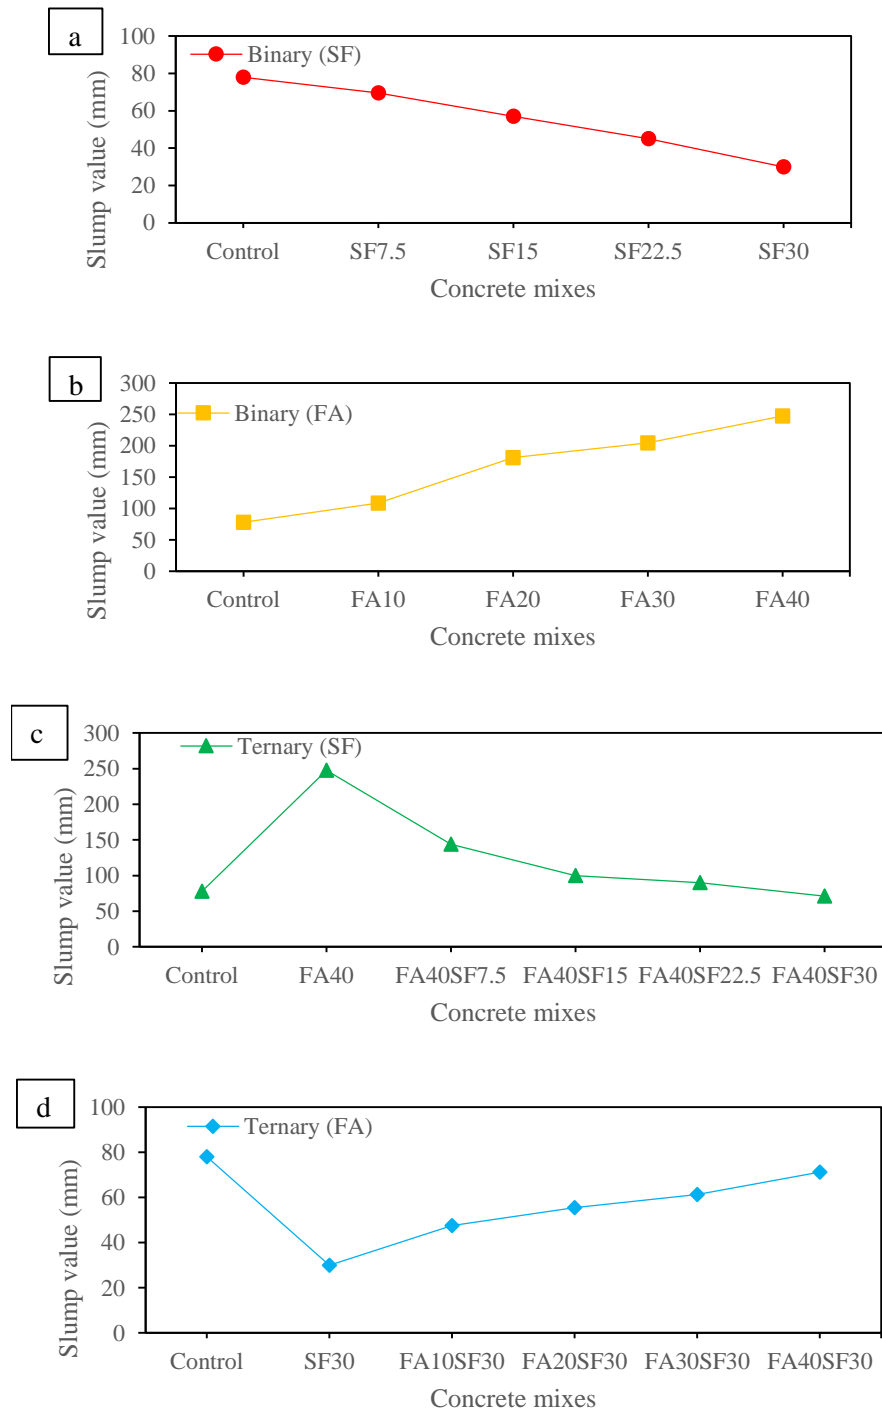 a
100
80
60
40
20
0
Slump value (mm)
Binary (SF)
Control SF7.5 SF15 SF22.5 SF30
Concrete mixes
b
300
250
200
150
100
50
0
Slump value (mm)
Binary (FA)
Control FA10 FA20 FA30 FA40
Concrete mixes
c
300
250
200
150
100
50
0
Slump value (mm)
Ternary (SF)
Control FA40 FA40SF7.5 FA40SF15 FA40SF22.5 FA40SF30
Concrete mixes
d
100
80
60
40
20
0
Slump value (mm)
Ternary (FA)
Control SF30 FA10SF30 FA20SF30 FA30SF30 FA40SF30
Concrete mixes